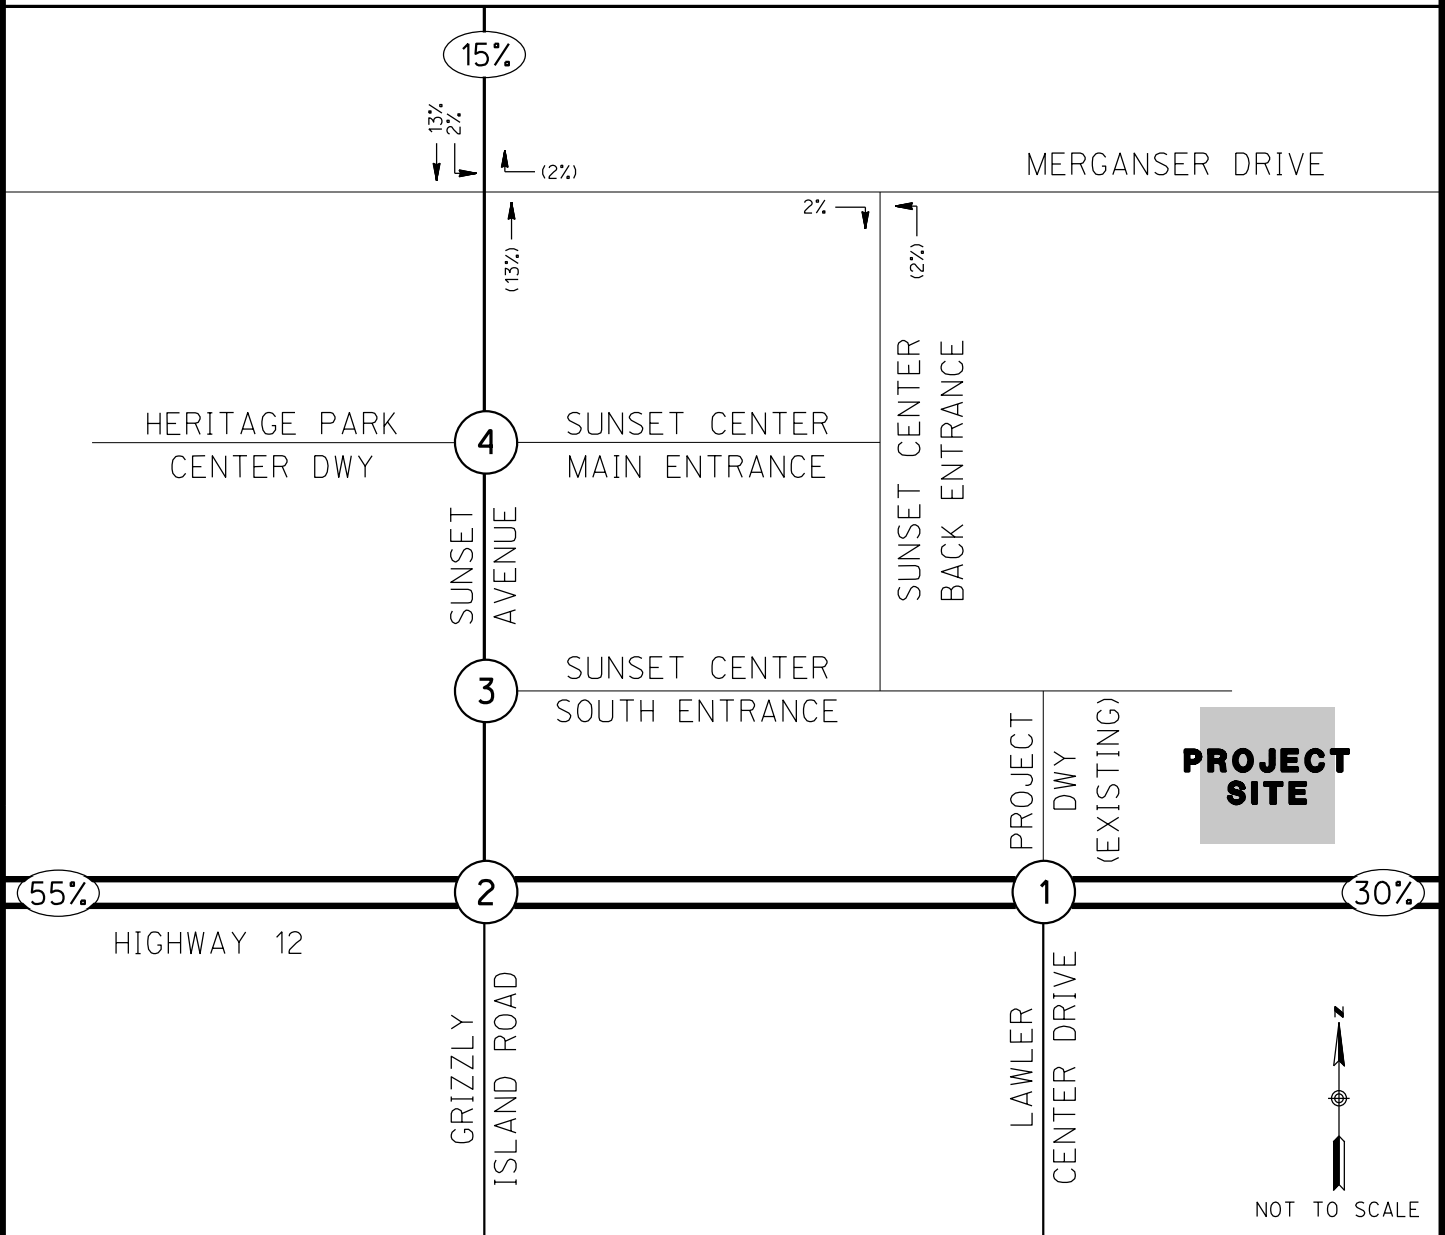 15%
13%
2%
(2%)
MERGANSER DRIVE
2%
(2%)
(13%)
HERITAGE PARK
CENTER DWY
4
SUNSET CENTER
MAIN ENTRANCE
SUNSET CENTER
BACK ENTRANCE
SUNSET
AVENUE
3
SUNSET CENTER
SOUTH ENTRANCE
PROJECT
DWY
(EXISTING)
PROJECT
SITE
55%
2
1
30%
HIGHWAY 12
GRIZZLY
ISLAND ROAD
LAWLER
CENTER DRIVE
N
NOT TO SCALE